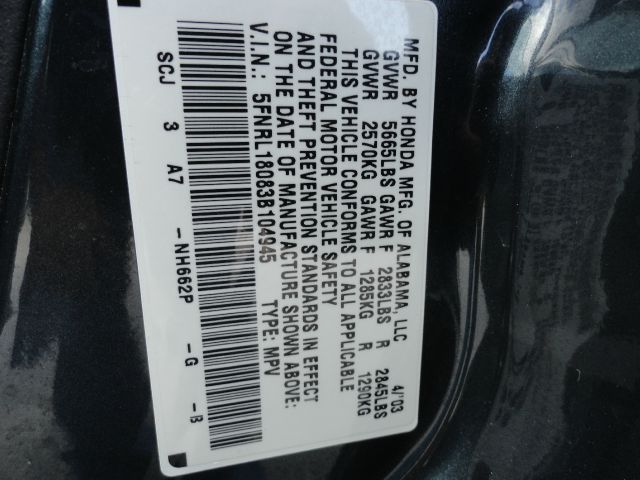 MFD. BY HONDA MFG. OF ALABAMA, LLC 4/'03
GVWR 5665LBS GAWR F 2833LBS R 2845LBS
GVWR 2570KG GAWR F 1285KG R 1290KG
THIS VEHICLE CONFORMS TO ALL APPLICABLE
FEDERAL MOTOR VEHICLE SAFETY
AND THEFT PREVENTION STANDARDS IN EFFECT
ON THE DATE OF MANUFACTURE SHOWN ABOVE:
V.I.N.: 5FNRL18083B104945 TYPE: MPV
SCJ 3 A7 -NH662P -G -B